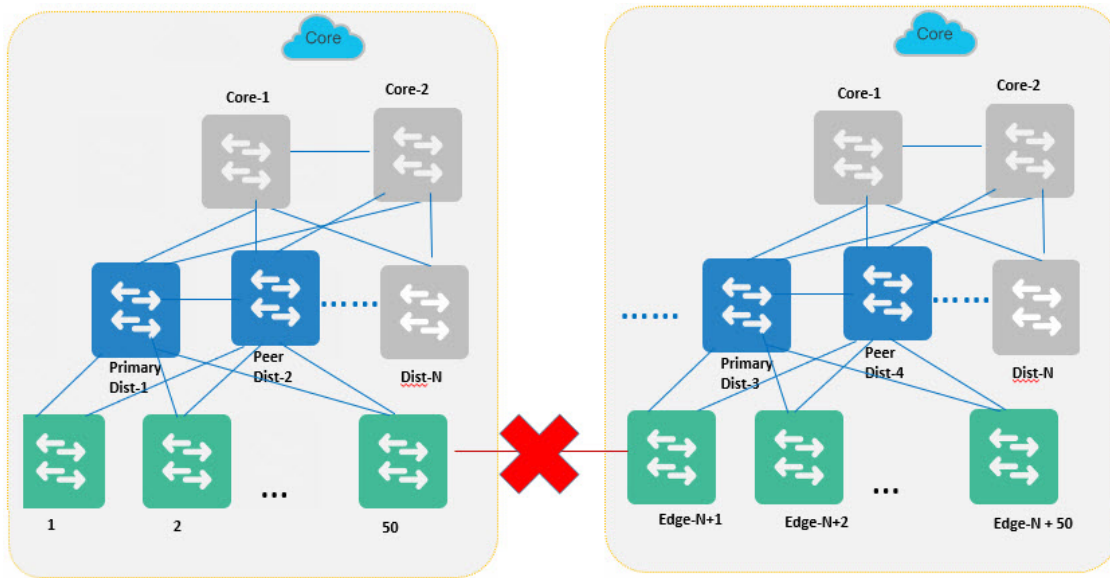 Core
Core-1
Core-2
Primary
Dist-1
Peer
Dist-2
Dist-N
1
2
...
50
Core
Core-1
Core-2
Primary
Dist-3
Peer
Dist-4
Dist-N
Edge-N+1
Edge-N+2
...
Edge-N + 50